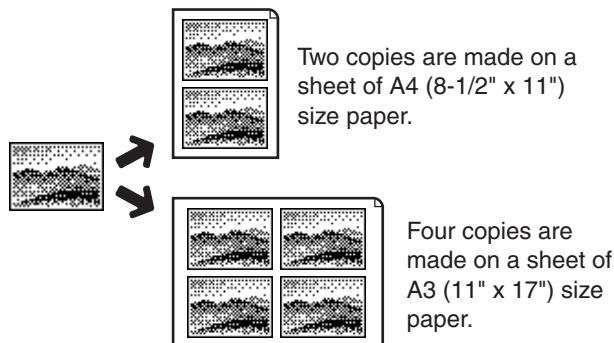 Two copies are made on a
sheet of A4 (8-1/2" x 11")
size paper.
Four copies are
made on a sheet of
A3 (11" x 17") size
paper.